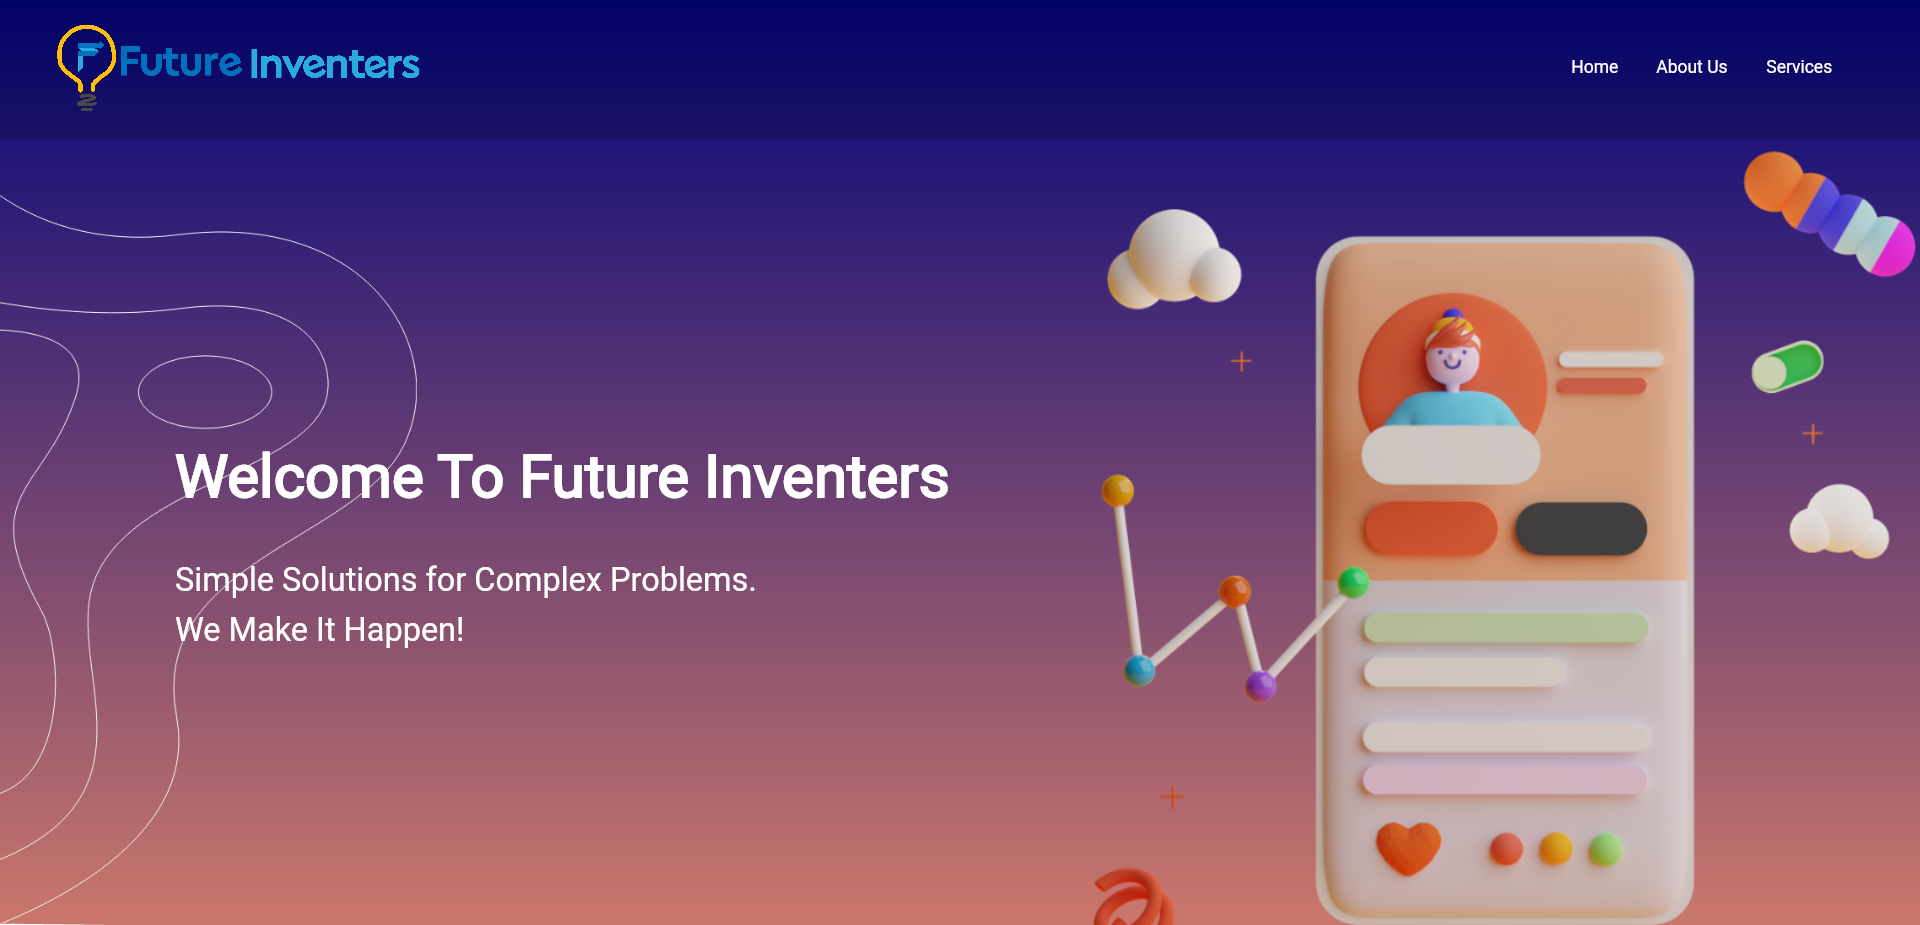 Future Inventers
Home About Us Services
Welcome To Future Inventers
Simple Solutions for Complex Problems.
We Make It Happen!